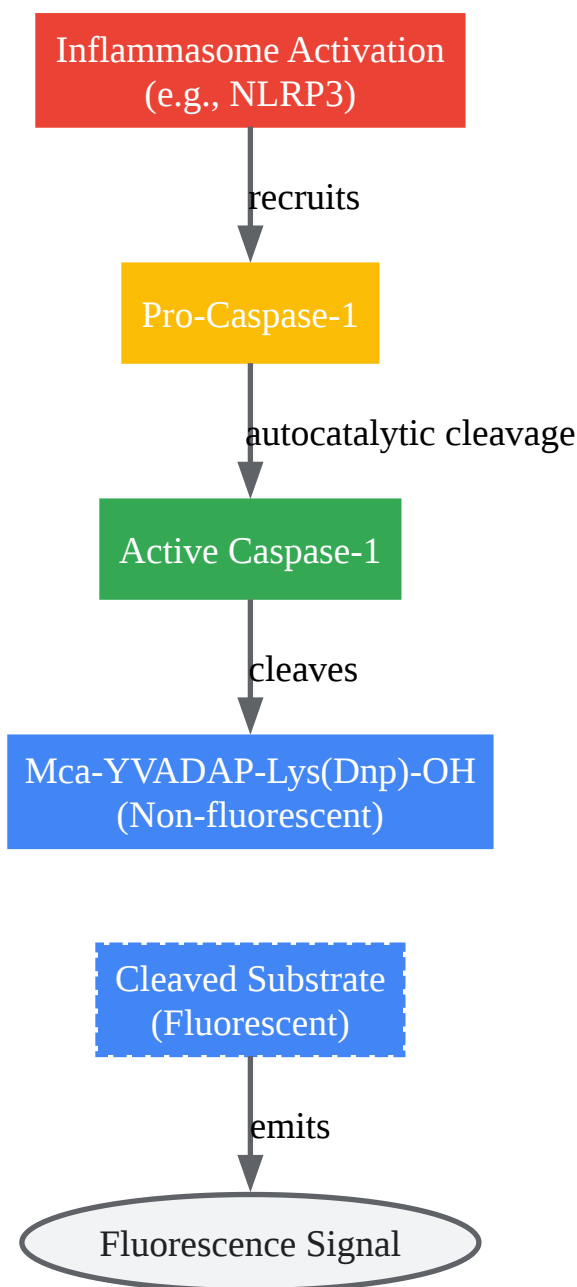 Inflammasome Activation
(e.g., NLRP3)
recruits
Pro-Caspase-1
autocatalytic cleavage
Active Caspase-1
cleaves
Mca-YVADAP-Lys(Dnp)-OH
(Non-fluorescent)
Cleaved Substrate
(Fluorescent)
emits
Fluorescence Signal